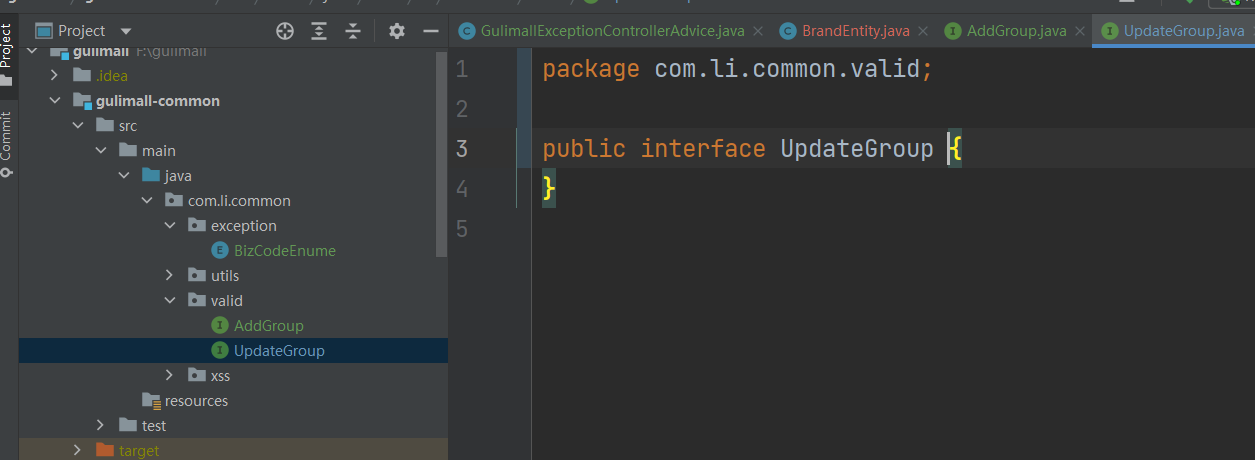 Project
GulimallExceptionControllerAdvice.java
BrandEntity.java
AddGroup.java
UpdateGroup.java
Project
Commit
gulimall F:\gulimall
.idea
gulimall-common
src
main
java
com.li.common
exception
BizCodeEnume
utils
valid
AddGroup
UpdateGroup
xss
resources
test
target
1 package com.li.common.valid;
2
3 public interface UpdateGroup {
4 }
5